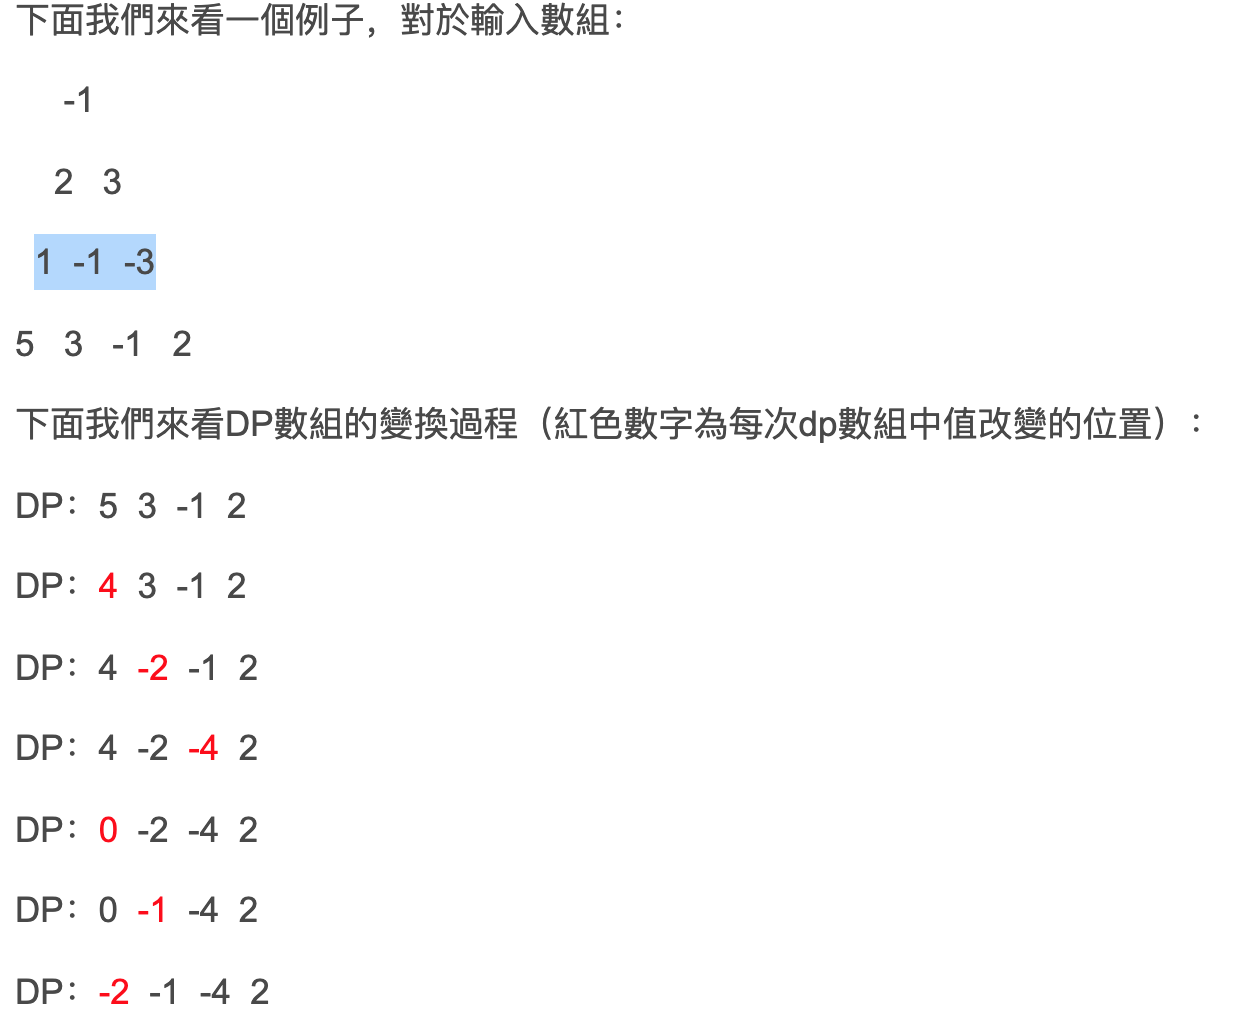 下面我們來看一個例子，對於輸入數組：
-1
2 3
1 -1 -3
5 3 -1 2
下面我們來看DP數組的變換過程（紅色數字為每次dp數組中值改變的位置）：
DP：5 3 -1 2
DP：4 3 -1 2
DP：4 -2 -1 2
DP：4 -2 -4 2
DP：0 -2 -4 2
DP：0 -1 -4 2
DP：-2 -1 -4 2